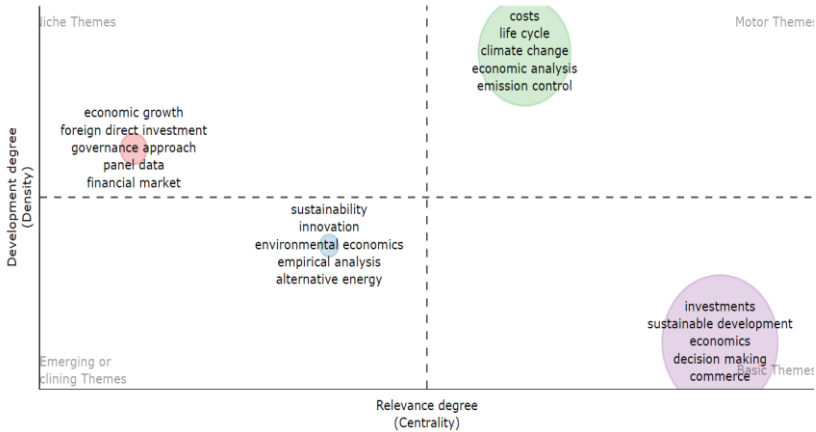 Niche Themes
Motor Themes
costs
life cycle
climate change
economic analysis
emission control
economic growth
foreign direct investment
governance approach
panel data
financial market
sustainability
innovation
environmental economics
empirical analysis
alternative energy
investments
sustainable development
economics
decision making
commerce
Emerging or
clining Themes
Basic Themes
Development degree
(Density)
Relevance degree
(Centrality)